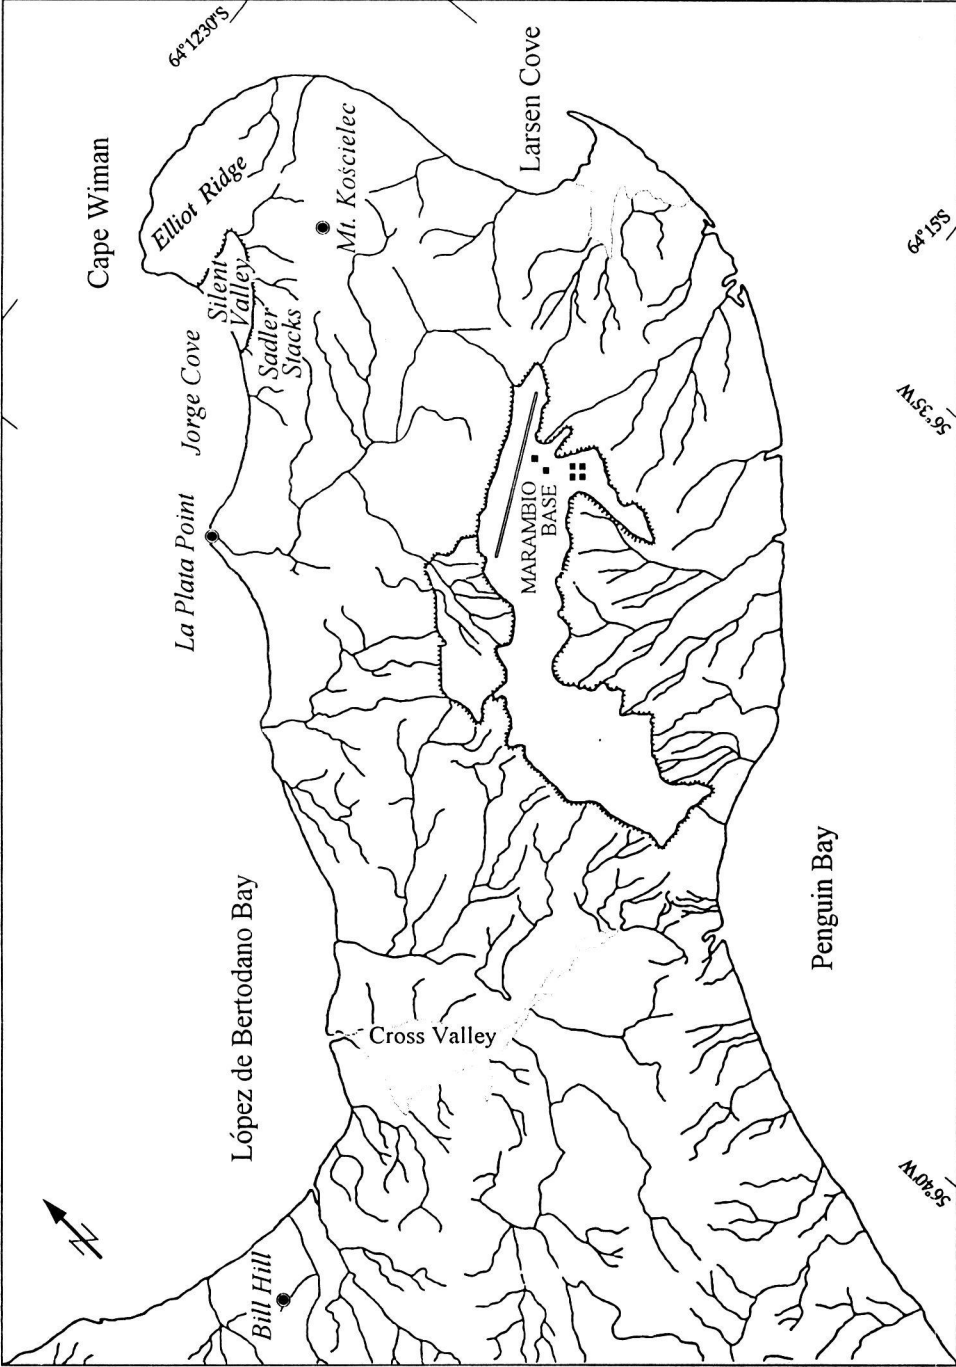 64°12'30"S
Cape Wiman
Elliot Ridge
Larsen Cove
Mt. Kościelec
Silent
Valley
Sadler
Stacks
Jorge Cove
64°15'S
56°35'W
La Plata Point
MARAMBIO
BASE
López de Bertodano Bay
Cross Valley
Penguin Bay
56°40'W
N
Bill Hill